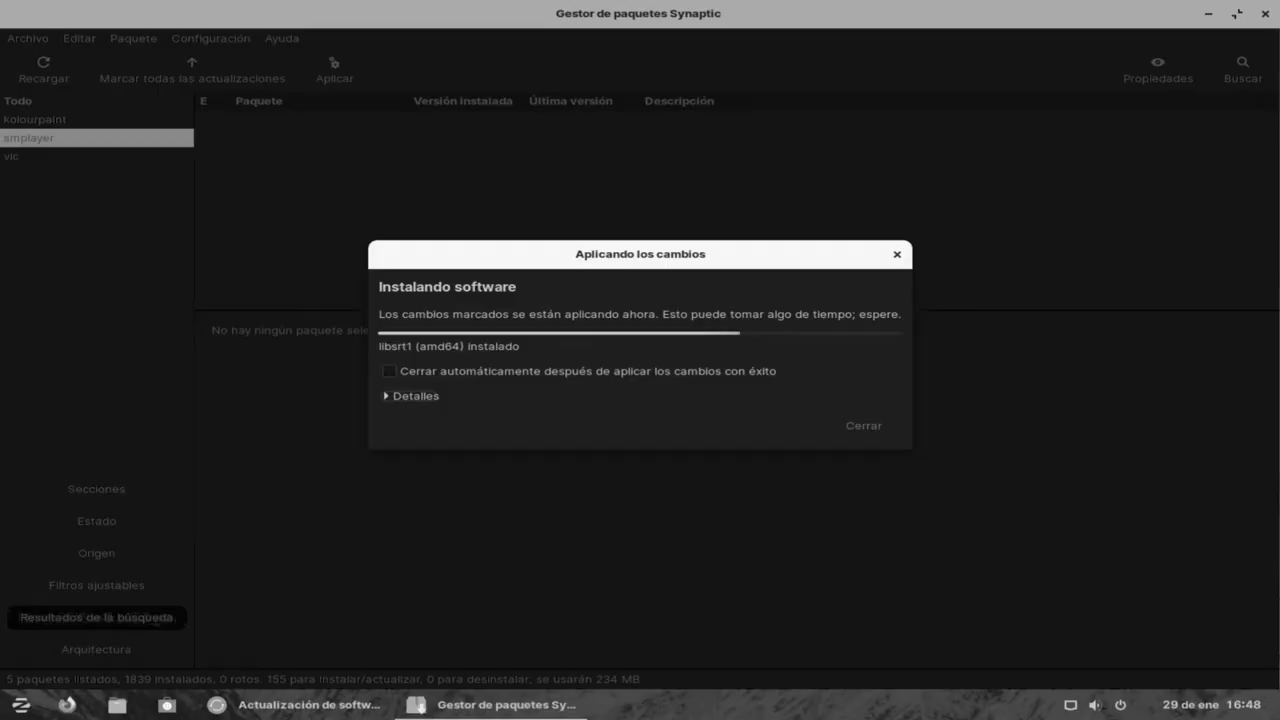 Gestor de paquetes Synaptic
Archivo Editar Paquete Configuración Ayuda
Recargar Marcar todas las actualizaciones Aplicar Propiedades Buscar
Todo E Paquete Versión instalada Última versión Descripción
kolourpaint
smplayer
vlc
Aplicando los cambios
Instalando software
Los cambios marcados se están aplicando ahora. Esto puede tomar algo de tiempo; espere.
No hay ningún paquete sele
libsrt1 (amd64) instalado
Cerrar automáticamente después de aplicar los cambios con éxito
Detalles
Cerrar
Secciones
Estado
Origen
Filtros ajustables
Resultados de la búsqueda
Arquitectura
5 paquetes listados, 1839 instalados, 0 rotos. 155 para instalar/actualizar, 0 para desinstalar; se usarán 234 MB
Actualización de softw... Gestor de paquetes Sy... 29 de ene 16:48